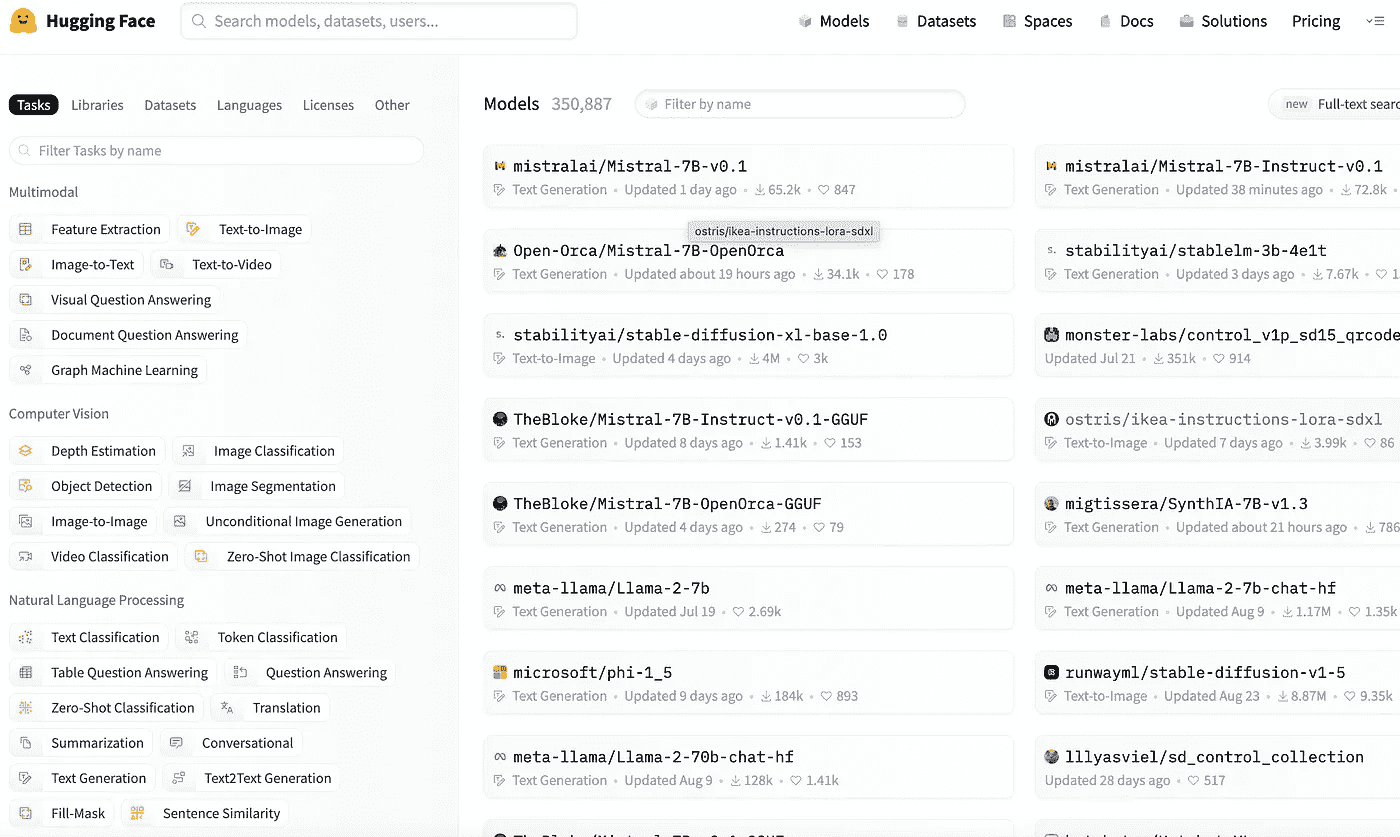 Hugging Face
Search models, datasets, users...
Models
Datasets
Spaces
Docs
Solutions
Pricing
Tasks
Libraries
Datasets
Languages
Licenses
Other
Filter Tasks by name
Multimodal
Feature Extraction
Text-to-Image
Image-to-Text
Text-to-Video
Visual Question Answering
Document Question Answering
Graph Machine Learning
Computer Vision
Depth Estimation
Image Classification
Object Detection
Image Segmentation
Image-to-Image
Unconditional Image Generation
Video Classification
Zero-Shot Image Classification
Natural Language Processing
Text Classification
Token Classification
Table Question Answering
Question Answering
Zero-Shot Classification
Translation
Summarization
Conversational
Text Generation
Text2Text Generation
Fill-Mask
Sentence Similarity
Models 350,887
Filter by name
new Full-text searc
mistralai/Mistral-7B-v0.1
Text Generation • Updated 1 day ago • 65.2k • 847
mistralai/Mistral-7B-Instruct-v0.1
Text Generation • Updated 38 minutes ago • 72.8k •
ostris/ikea-instructions-lora-sdxl
Open-Orca/Mistral-7B-OpenOrca
Text Generation • Updated about 19 hours ago • 34.1k • 178
stabilityai/stablelm-3b-4e1t
Text Generation • Updated 3 days ago • 7.67k • 1
stabilityai/stable-diffusion-xl-base-1.0
Text-to-Image • Updated 4 days ago • 4M • 3k
monster-labs/control_v1p_sd15_qrcode
Updated Jul 21 • 351k • 914
TheBloke/Mistral-7B-Instruct-v0.1-GGUF
Text Generation • Updated 8 days ago • 1.41k • 153
ostris/ikea-instructions-lora-sdxl
Text-to-Image • Updated 7 days ago • 3.99k • 86
TheBloke/Mistral-7B-OpenOrca-GGUF
Text Generation • Updated 4 days ago • 274 • 79
migtissera/SynthIA-7B-v1.3
Text Generation • Updated about 21 hours ago • 786
meta-llama/Llama-2-7b
Text Generation • Updated Jul 19 • 2.69k
meta-llama/Llama-2-7b-chat-hf
Text Generation • Updated Aug 9 • 1.17M • 1.35k
microsoft/phi-1_5
Text Generation • Updated 9 days ago • 184k • 893
runwayml/stable-diffusion-v1-5
Text-to-Image • Updated Aug 23 • 8.87M • 9.35k
meta-llama/Llama-2-70b-chat-hf
Text Generation • Updated Aug 9 • 128k • 1.41k
lllyasviel/sd_control_collection
Updated 28 days ago • 517